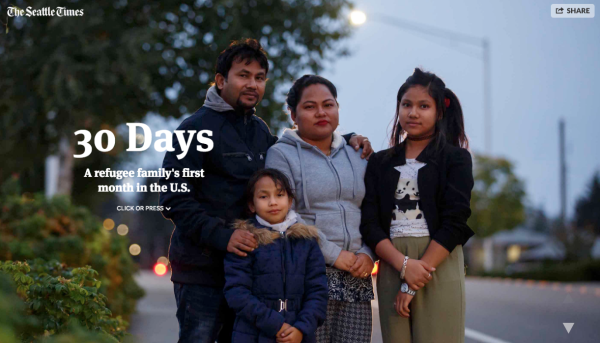 The Seattle Times
SHARE
30 Days
A refugee family's first
month in the U.S.
CLICK OR PRESS